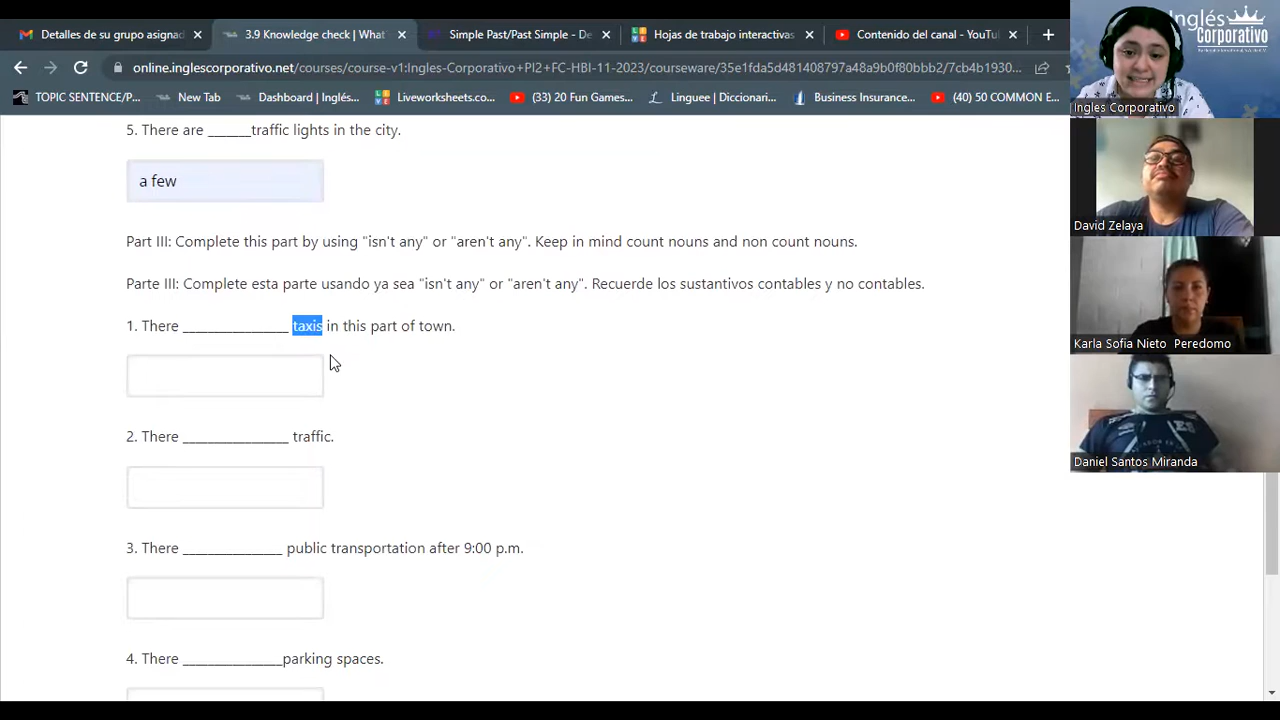 Detalles de su grupo asignad
3.9 Knowledge check | What
Simple Past/Past Simple - De
Hojas de trabajo interactivas
Contenido del canal - YouTu
online.inglescorporativo.net/courses/course-v1:Ingles_Corporativo+PI2+FC-HBI-11-2023/courseware/35e1fda5d481408797a48a9b0f80bbb2/7cb4b1930...
TOPIC SENTENCE/P...
New Tab
Dashboard | Inglés...
Liveworksheets.co...
(33) 20 Fun Games...
Linguee | Diccionari...
Business Insurance...
(40) 50 COMMON E...
Inglés
Corporativo
Ingles Corporativo
David Zelaya
Karla Sofia Nieto Peredomo
Daniel Santos Miranda
5. There are ______traffic lights in the city.
a few
Part III: Complete this part by using "isn't any" or "aren't any". Keep in mind count nouns and non count nouns.
Parte III: Complete esta parte usando ya sea "isn't any" or "aren't any". Recuerde los sustantivos contables y no contables.
1. There _______________ taxis in this part of town.
2. There _______________ traffic.
3. There ______________ public transportation after 9:00 p.m.
4. There ______________parking spaces.